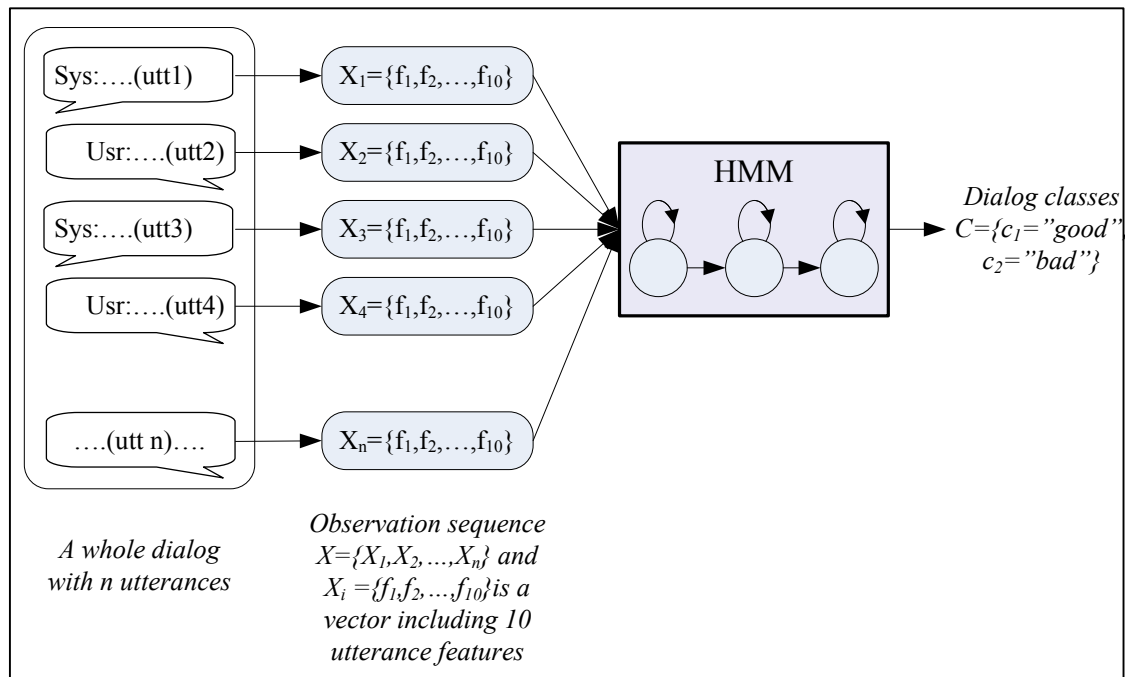 Sys:….(utt1)
X₁={f₁,f₂,…,f₁₀}
Usr:….(utt2)
X₂={f₁,f₂,…,f₁₀}
Sys:….(utt3)
X₃={f₁,f₂,…,f₁₀}
Usr:….(utt4)
X₄={f₁,f₂,…,f₁₀}
….(utt n)….
Xₙ={f₁,f₂,…,f₁₀}
HMM
Dialog classes
C={c₁=”good”,
c₂=”bad”}
A whole dialog
with n utterances
Observation sequence
X={X₁,X₂,…,Xₙ} and
Xᵢ ={f₁,f₂,…,f₁₀}is a
vector including 10
utterance features